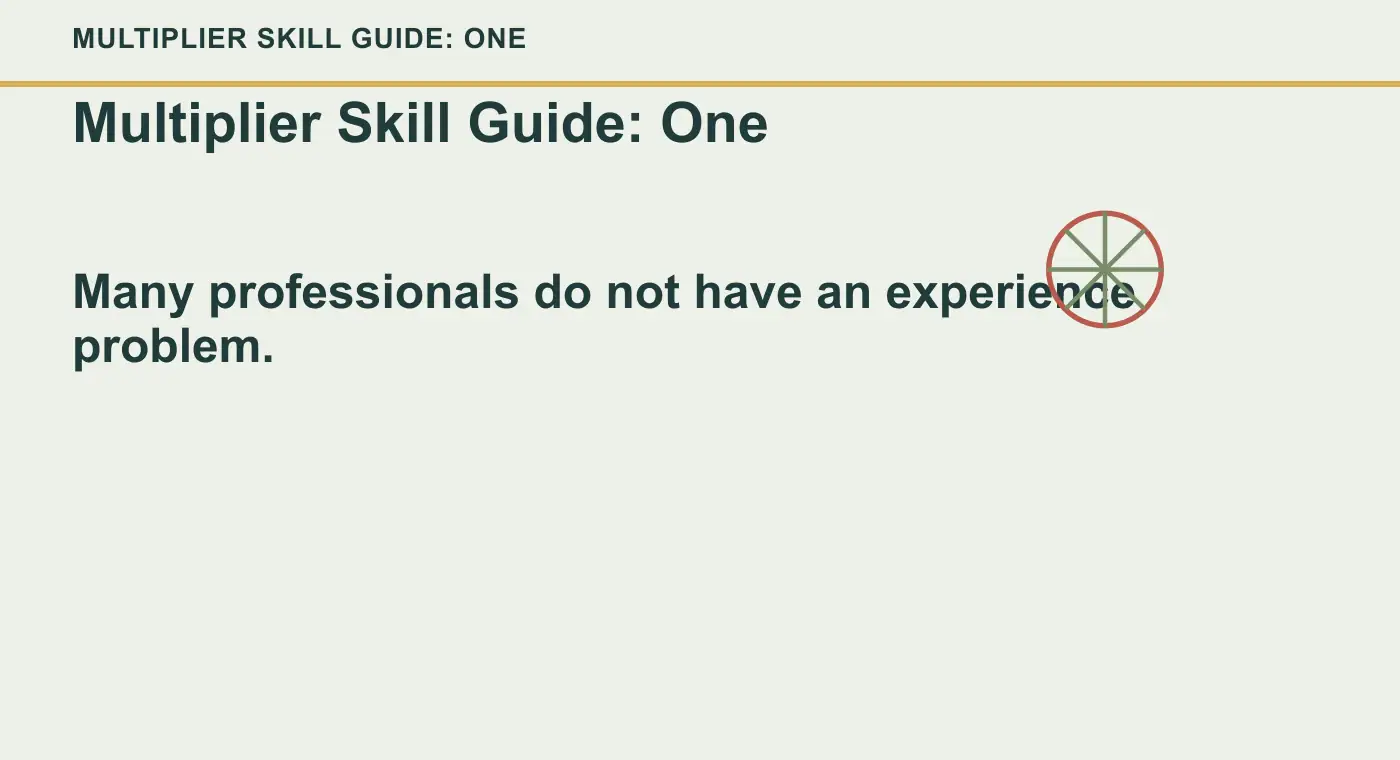 MULTIPLIER SKILL GUIDE: ONE
Multiplier Skill Guide: One
Many professionals do not have an experience
problem.